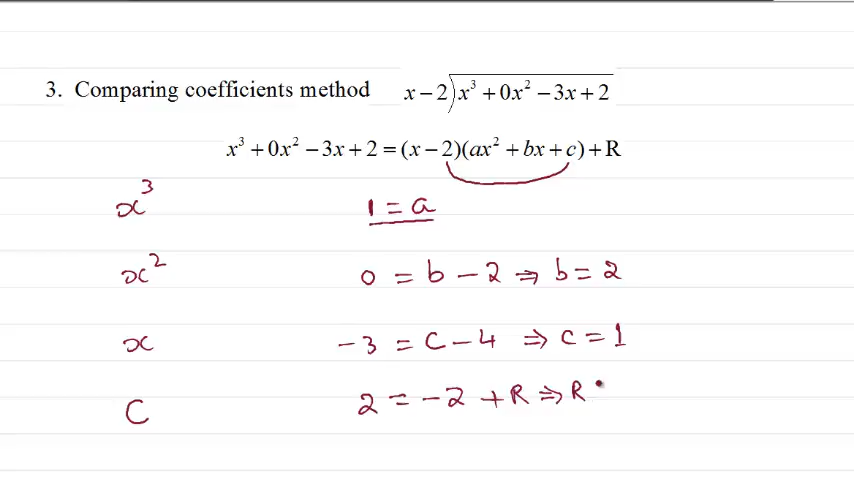 3. Comparing coefficients method x − 2)x³ + 0x² − 3x + 2
x³ + 0x² − 3x + 2 = (x − 2)(ax² + bx + c) + R
x³ 1 = a
x² 0 = b − 2 ⇒ b = 2
x −3 = c − 4 ⇒ c = 1
C 2 = −2 + R ⇒ R